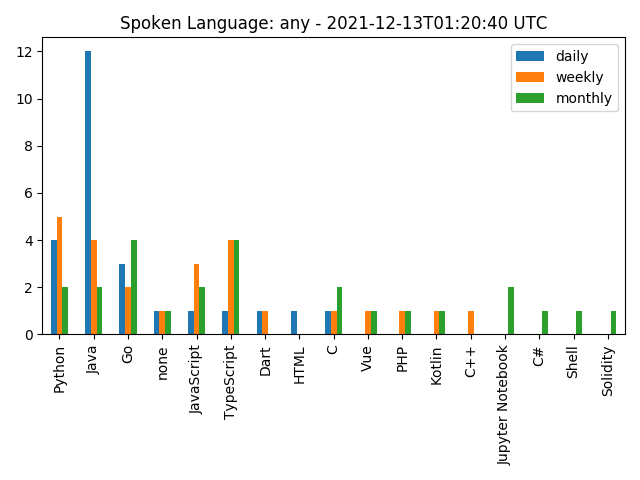 Spoken Language: any - 2021-12-13T01:20:40 UTC
daily
weekly
monthly
12
10
8
6
4
2
0
Python
Java
Go
none
JavaScript
TypeScript
Dart
HTML
C
Vue
PHP
Kotlin
C++
Jupyter Notebook
C#
Shell
Solidity